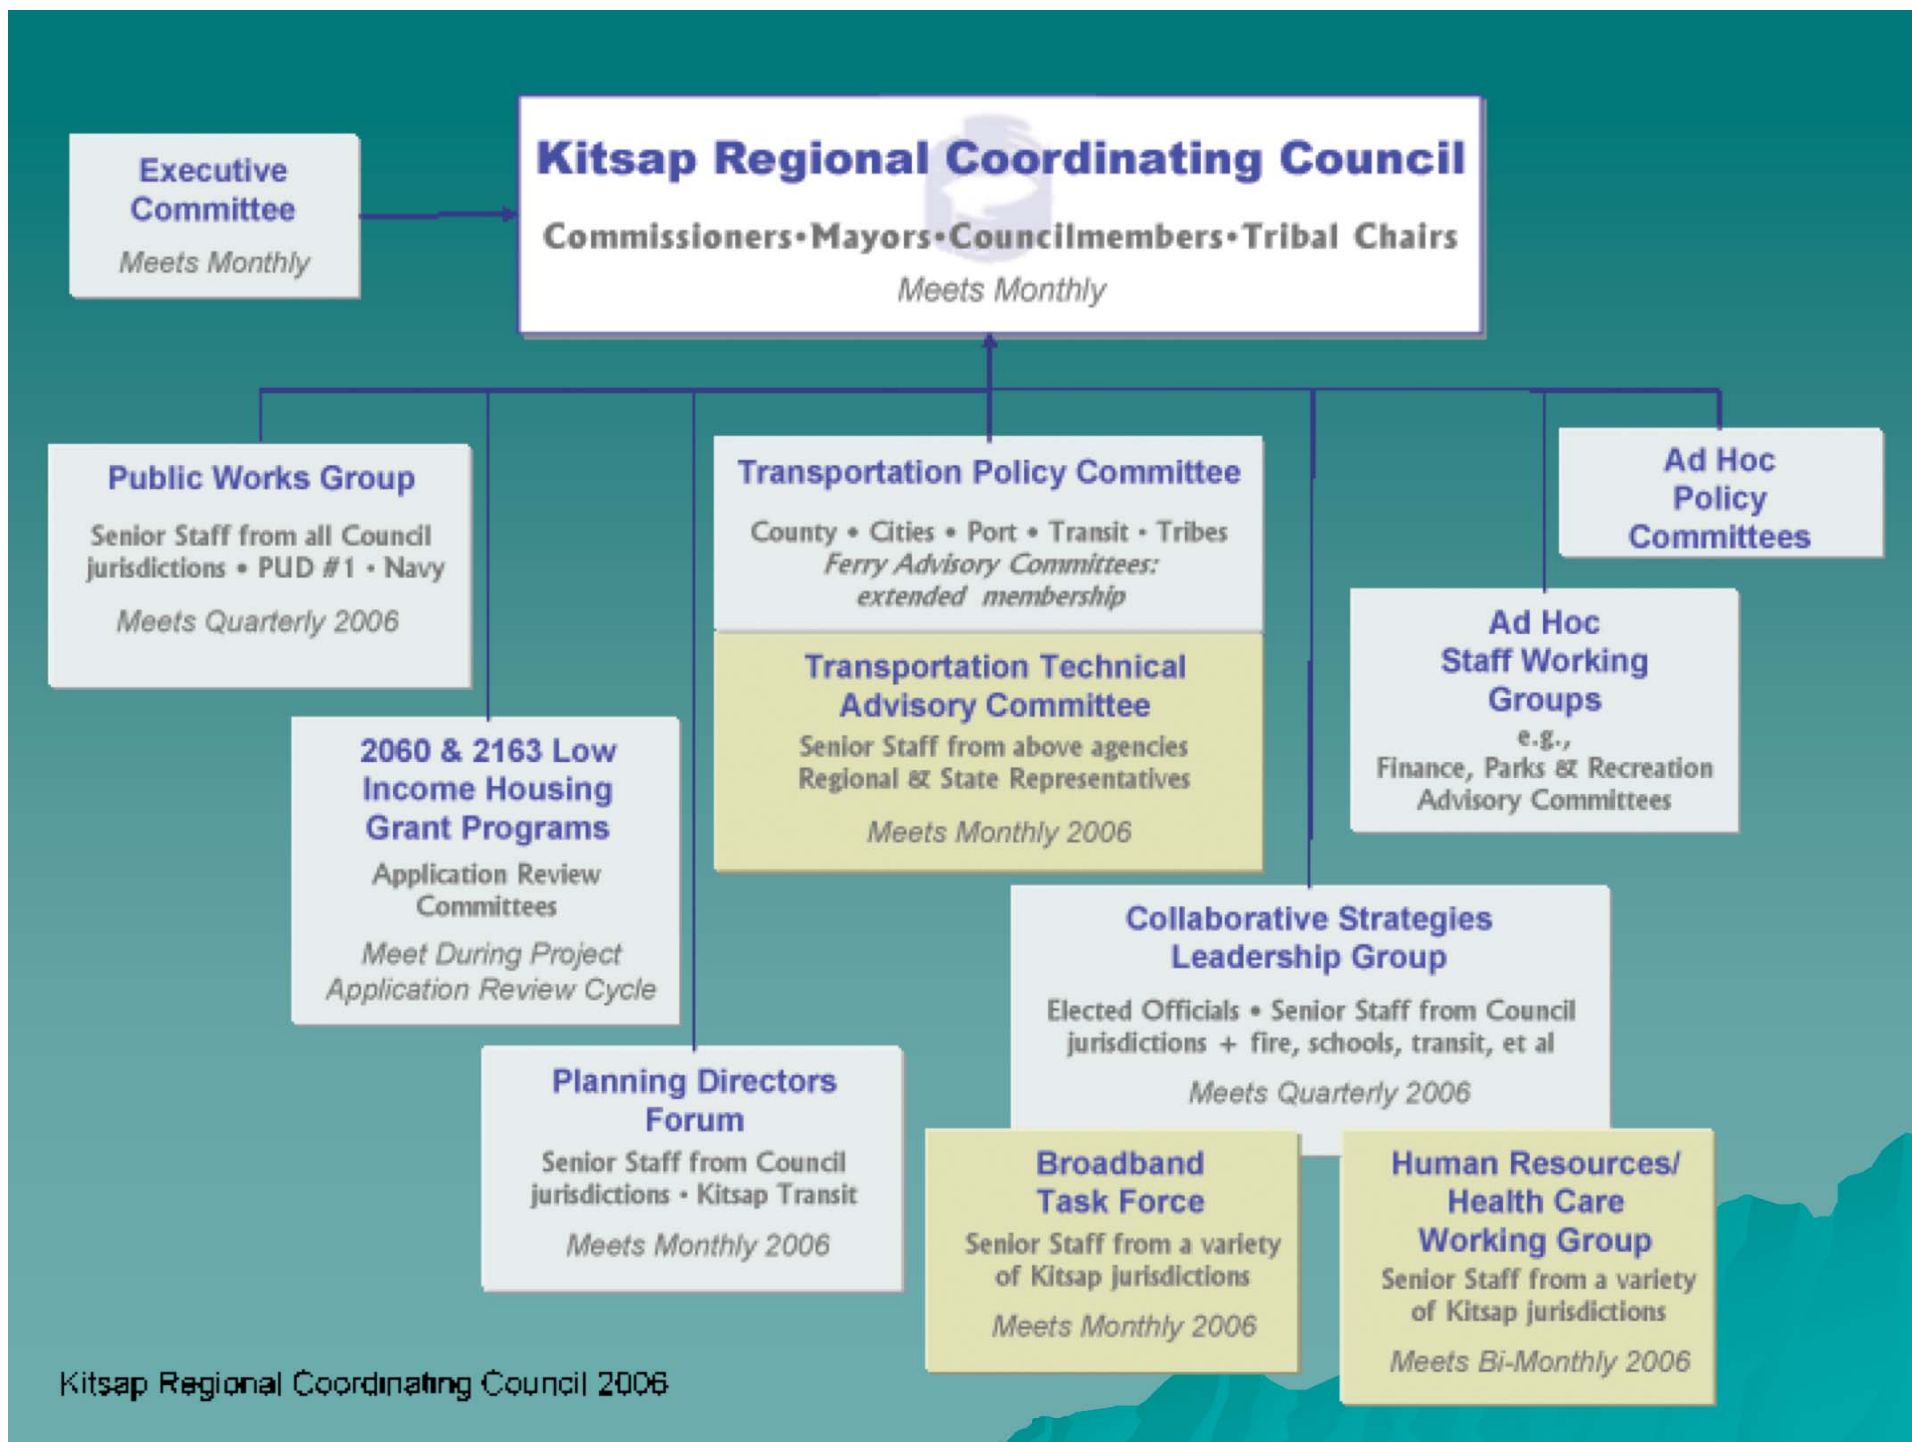 Executive
Committee
Meets Monthly
Kitsap Regional Coordinating Council
Commissioners•Mayors•Councilmembers•Tribal Chairs
Meets Monthly
Public Works Group
Senior Staff from all Council
jurisdictions • PUD #1 • Navy
Meets Quarterly 2006
2060 & 2163 Low
Income Housing
Grant Programs
Application Review
Committees
Meet During Project
Application Review Cycle
Planning Directors
Forum
Senior Staff from Council
jurisdictions • Kitsap Transit
Meets Monthly 2006
Transportation Policy Committee
County • Cities • Port • Transit • Tribes
Ferry Advisory Committees:
extended membership
Transportation Technical
Advisory Committee
Senior Staff from above agencies
Regional & State Representatives
Meets Monthly 2006
Collaborative Strategies
Leadership Group
Elected Officials • Senior Staff from Council
jurisdictions + fire, schools, transit, et al
Meets Quarterly 2006
Broadband
Task Force
Senior Staff from a variety
of Kitsap jurisdictions
Meets Monthly 2006
Human Resources/
Health Care
Working Group
Senior Staff from a variety
of Kitsap jurisdictions
Meets Bi-Monthly 2006
Ad Hoc
Staff Working
Groups
e.g.,
Finance, Parks & Recreation
Advisory Committees
Ad Hoc
Policy
Committees
Kitsap Regional Coordinating Council 2006